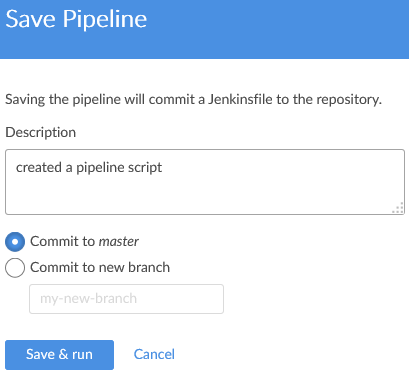 Save Pipeline
Saving the pipeline will commit a Jenkinsfile to the repository.
Description
created a pipeline script
Commit to master
Commit to new branch
my-new-branch
Save & run
Cancel